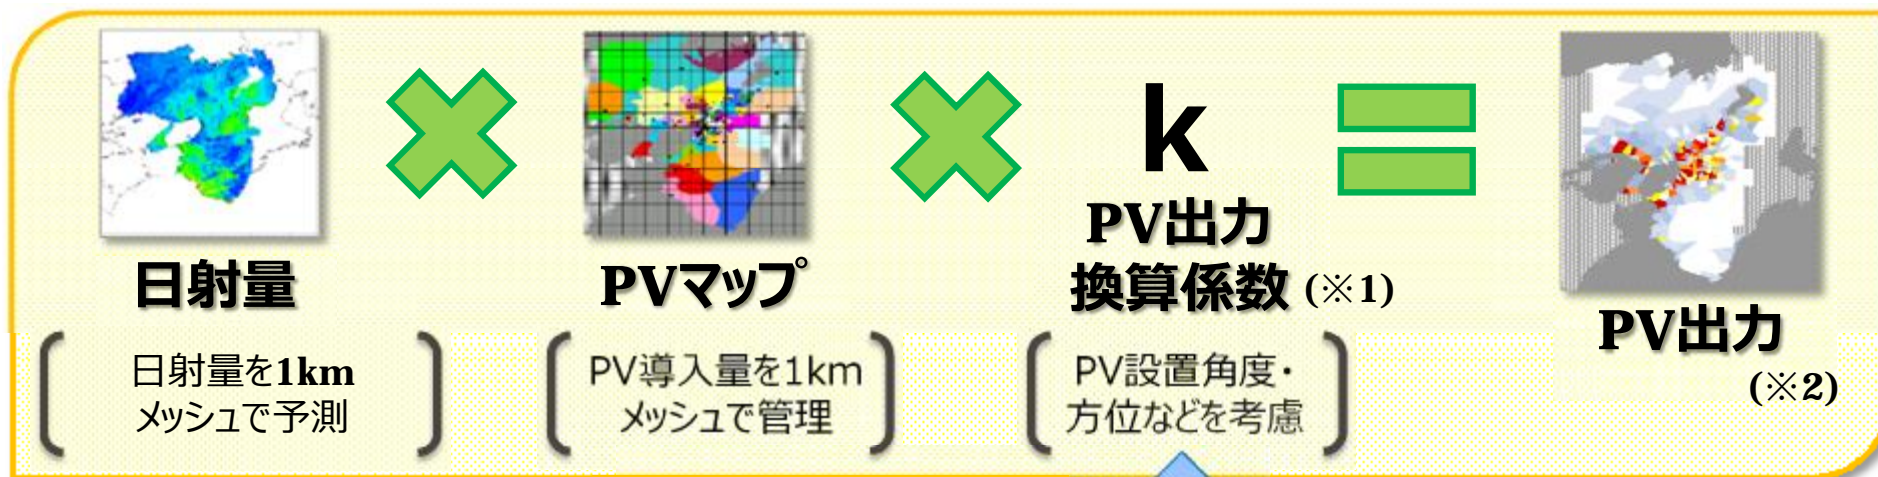 k
日射量
PVマップ
PV出力
換算係数 (※1)
PV出力
(※2)
日射量を1km
メッシュで予測
PV導入量を1km
メッシュで管理
PV設置角度・
方位などを考慮